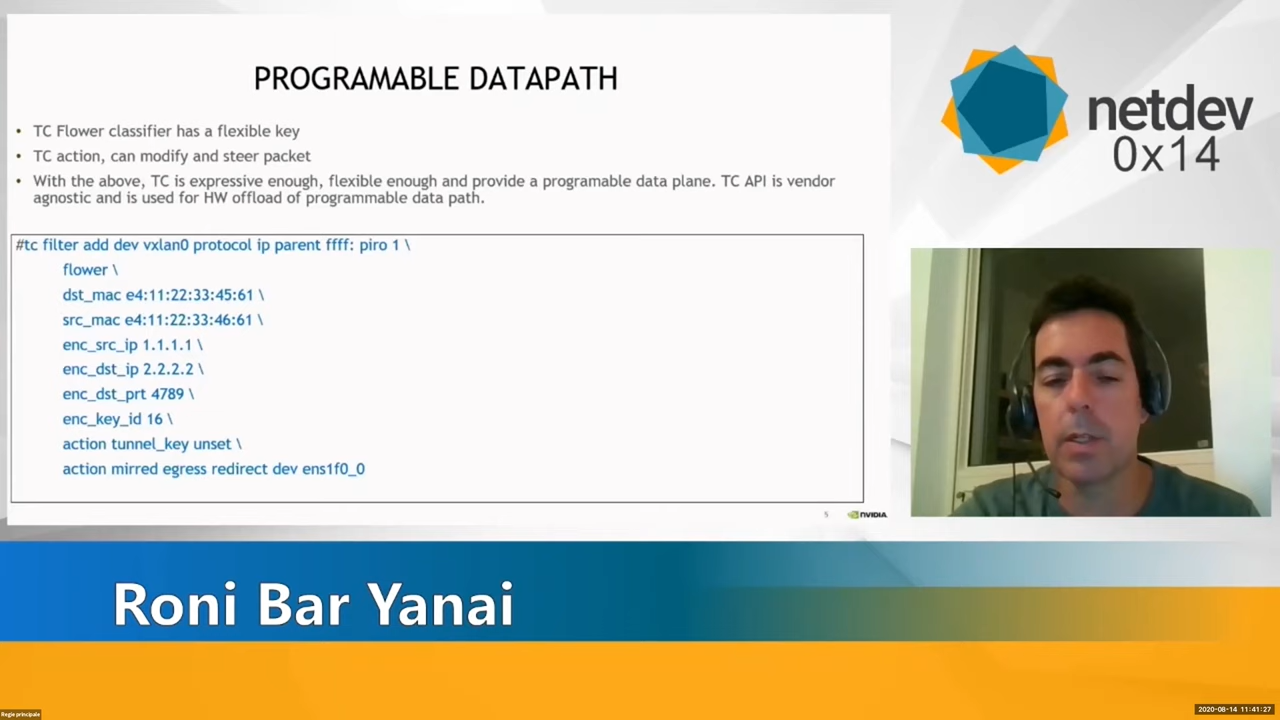 PROGRAMABLE DATAPATH
• TC Flower classifier has a flexible key
• TC action, can modify and steer packet
• With the above, TC is expressive enough, flexible enough and provide a programable data plane. TC API is vendor
agnostic and is used for HW offload of programmable data path.
#tc filter add dev vxlan0 protocol ip parent ffff: piro 1 \
flower \
dst_mac e4:11:22:33:45:61 \
src_mac e4:11:22:33:46:61 \
enc_src_ip 1.1.1.1 \
enc_dst_ip 2.2.2.2 \
enc_dst_prt 4789 \
enc_key_id 16 \
action tunnel_key unset \
action mirred egress redirect dev ens1f0_0
5
NVIDIA
netdev
0x14
Roni Bar Yanai
Regie principale
2020-08-14 11:41:27